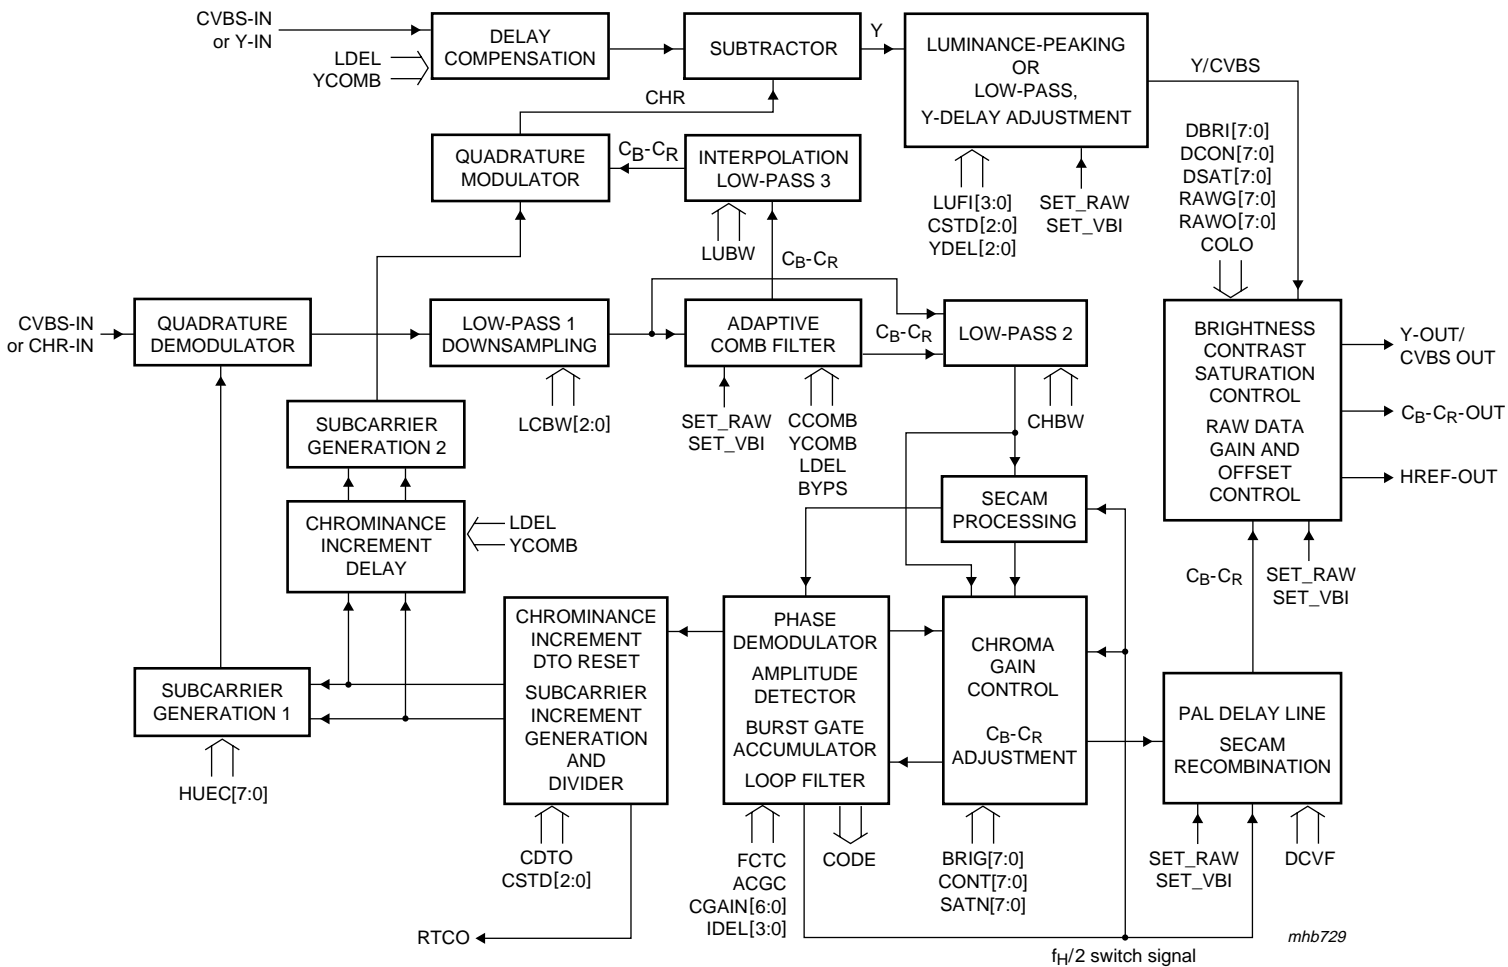 CVBS-IN
or Y-IN
LDEL
YCOMB
DELAY
COMPENSATION
SUBTRACTOR
Y
LUMINANCE-PEAKING
OR
LOW-PASS,
Y-DELAY ADJUSTMENT
Y/CVBS
CHR
QUADRATURE
MODULATOR
CB-CR
INTERPOLATION
LOW-PASS 3
LUBW
CB-CR
LUFI[3:0]
CSTD[2:0]
YDEL[2:0]
SET_RAW
SET_VBI
DBRI[7:0]
DCON[7:0]
DSAT[7:0]
RAWG[7:0]
RAWO[7:0]
COLO
CVBS-IN
or CHR-IN
QUADRATURE
DEMODULATOR
LOW-PASS 1
DOWNSAMPLING
LCBW[2:0]
ADAPTIVE
COMB FILTER
CB-CR
LOW-PASS 2
SET_RAW
SET_VBI
CCOMB
YCOMB
LDEL
BYPS
CHBW
BRIGHTNESS
CONTRAST
SATURATION
CONTROL
RAW DATA
GAIN AND
OFFSET
CONTROL
Y-OUT/
CVBS OUT
CB-CR-OUT
HREF-OUT
SUBCARRIER
GENERATION 2
CHROMINANCE
INCREMENT
DELAY
LDEL
YCOMB
SECAM
PROCESSING
CB-CR
SET_RAW
SET_VBI
SUBCARRIER
GENERATION 1
HUEC[7:0]
CHROMINANCE
INCREMENT
DTO RESET
SUBCARRIER
INCREMENT
GENERATION
AND
DIVIDER
CDTO
CSTD[2:0]
RTCO
PHASE
DEMODULATOR
AMPLITUDE
DETECTOR
BURST GATE
ACCUMULATOR
LOOP FILTER
FCTC
ACGC
CGAIN[6:0]
IDEL[3:0]
CODE
CHROMA
GAIN
CONTROL
CB-CR
ADJUSTMENT
BRIG[7:0]
CONT[7:0]
SATN[7:0]
PAL DELAY LINE
SECAM
RECOMBINATION
SET_RAW
SET_VBI
DCVF
fH/2 switch signal
mhb729